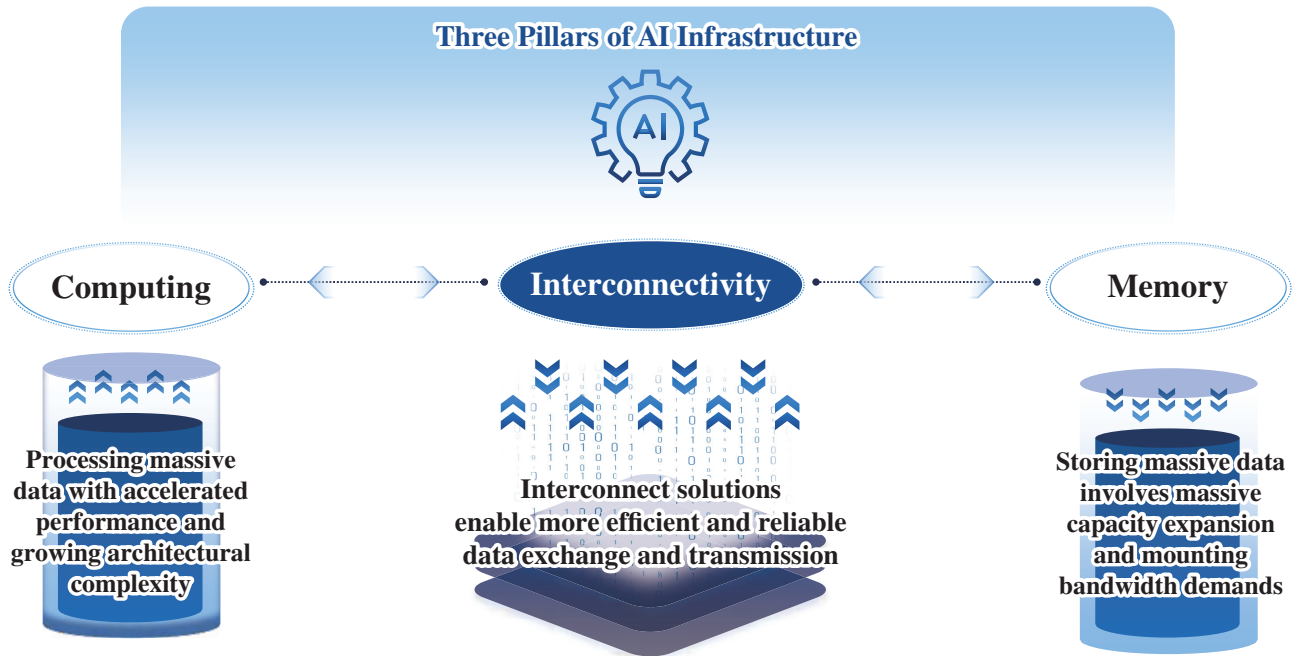 Three Pillars of AI Infrastructure
AI
Computing
Interconnectivity
Memory
Processing massive
data with accelerated
performance and
growing architectural
complexity
Interconnect solutions
enable more efficient and reliable
data exchange and transmission
Storing massive data
involves massive
capacity expansion
and mounting
bandwidth demands